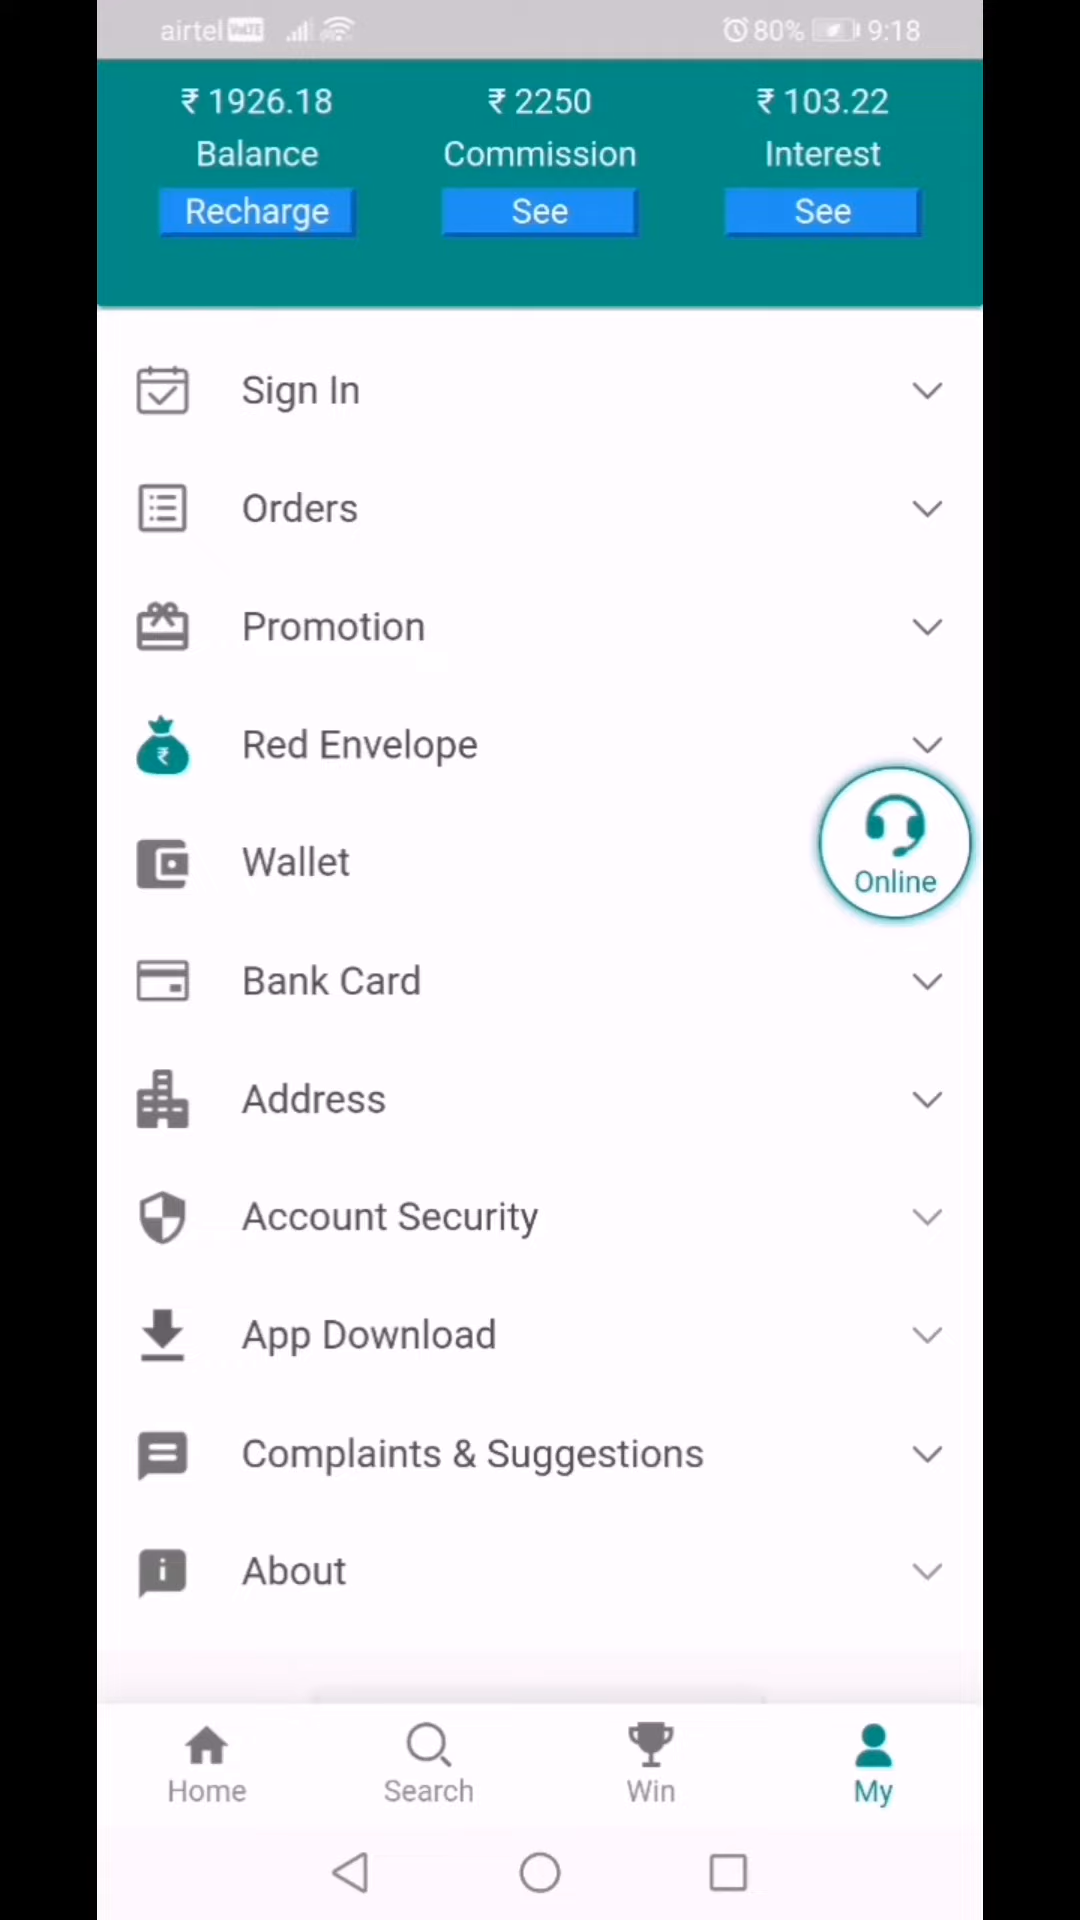 airtel VoLTE 80% 9:18
₹ 1926.18 ₹ 2250 ₹ 103.22
Balance Commission Interest
Recharge See See
Sign In
Orders
Promotion
₹ Red Envelope
Wallet
Online
Bank Card
Address
Account Security
App Download
Complaints & Suggestions
i About
Home Search Win My